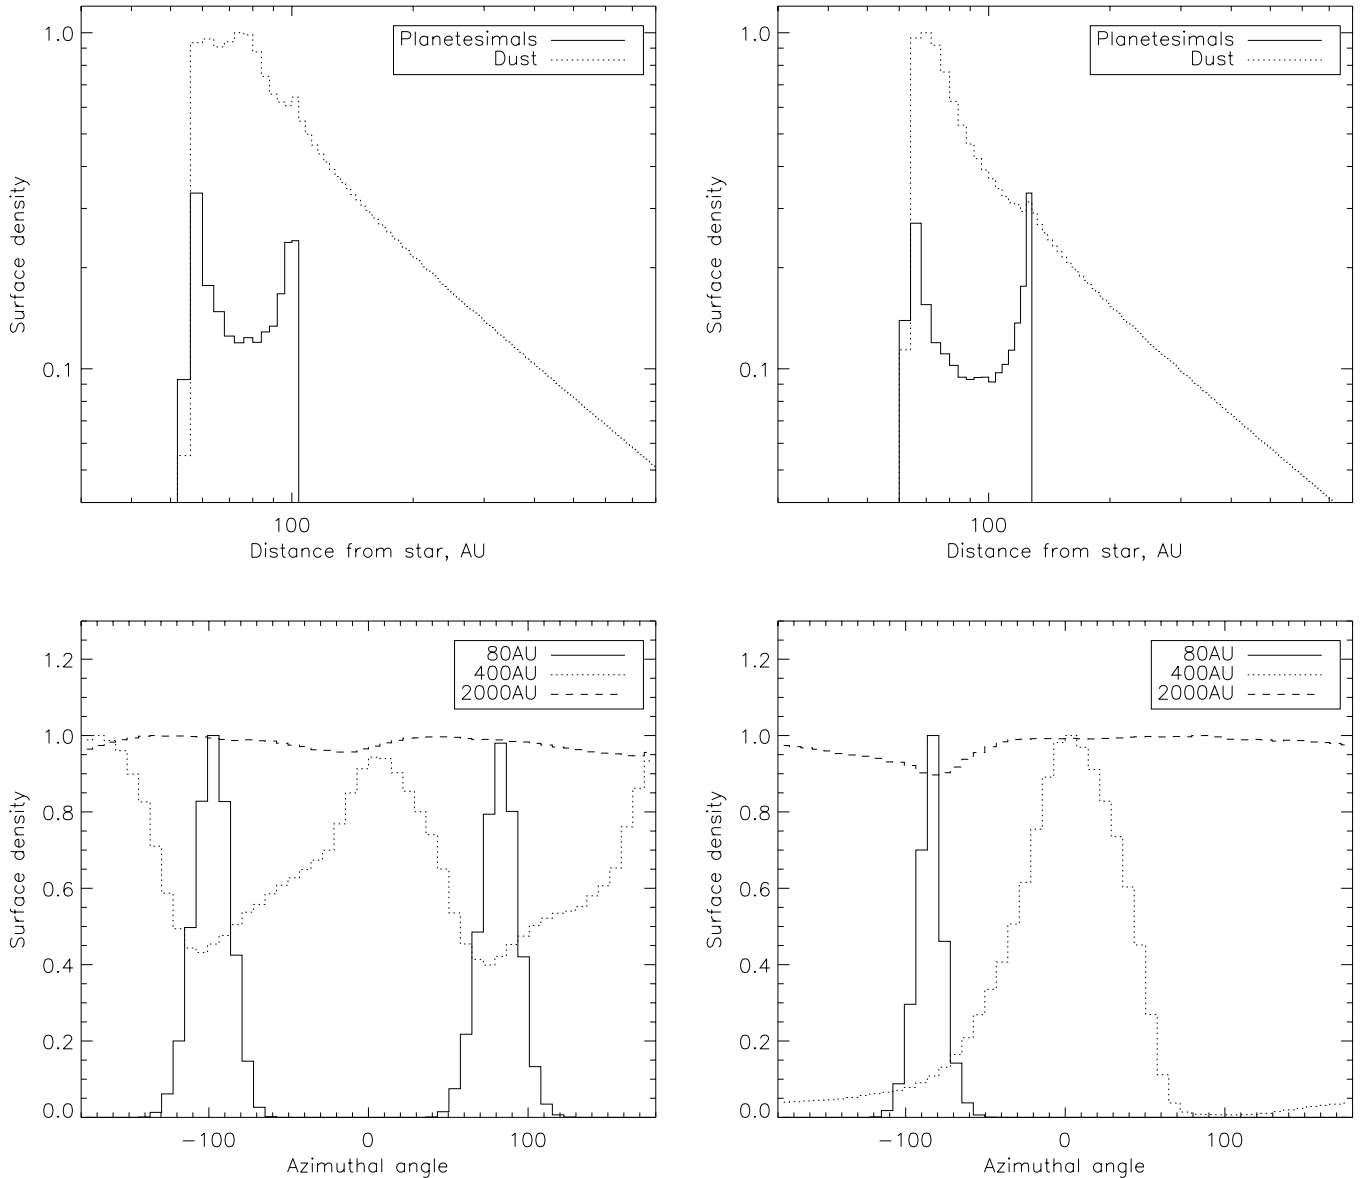 Planetesimals
Dust
1.0
0.1
Surface density
100
Distance from star, AU
Planetesimals
Dust
1.0
0.1
Surface density
100
Distance from star, AU
80AU
400AU
2000AU
1.2
1.0
0.8
0.6
0.4
0.2
0.0
Surface density
-100 0 100
Azimuthal angle
80AU
400AU
2000AU
1.2
1.0
0.8
0.6
0.4
0.2
0.0
Surface density
-100 0 100
Azimuthal angle